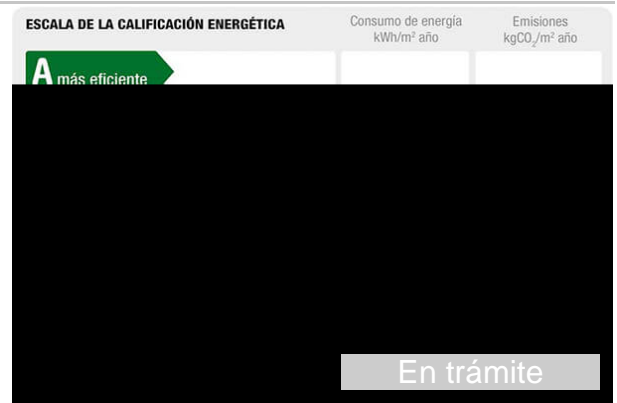 ESCALA DE LA CALIFICACIÓN ENERGÉTICA
Consumo de energía
kWh/m² año
Emisiones
kgCO₂/m² año
A más eficiente
En trámite